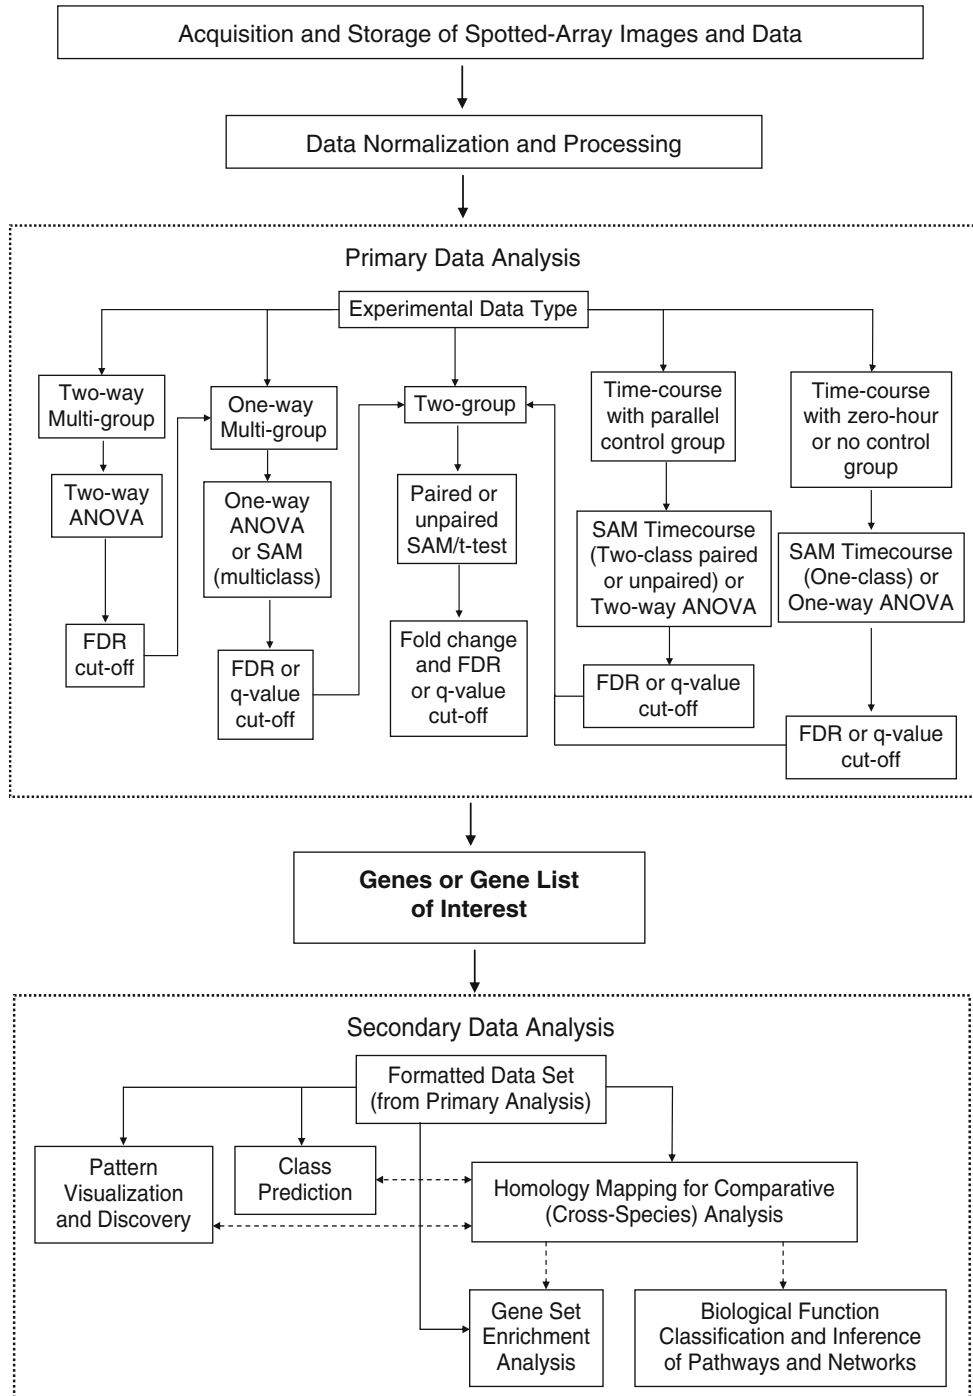 Acquisition and Storage of Spotted-Array Images and Data
Data Normalization and Processing
Primary Data Analysis
Experimental Data Type
Two-way
Multi-group
One-way
Multi-group
Two-group
Time-course
with parallel
control group
Time-course
with zero-hour
or no control
group
Two-way
ANOVA
One-way
ANOVA
or SAM
(multiclass)
Paired or
unpaired
SAM/t-test
SAM Timecourse
(Two-class paired
or unpaired) or
Two-way ANOVA
SAM Timecourse
(One-class) or
One-way ANOVA
FDR
cut-off
FDR or
q-value
cut-off
Fold change
and FDR
or q-value
cut-off
FDR or q-value
cut-off
FDR or q-value
cut-off
Genes or Gene List
of Interest
Secondary Data Analysis
Formatted Data Set
(from Primary Analysis)
Pattern
Visualization
and Discovery
Class
Prediction
Homology Mapping for Comparative
(Cross-Species) Analysis
Gene Set
Enrichment
Analysis
Biological Function
Classification and Inference
of Pathways and Networks